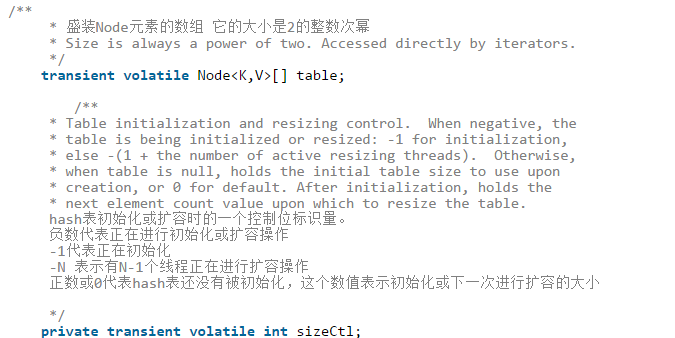 /**
* 盛装Node元素的数组 它的大小是2的整数次幂
* Size is always a power of two. Accessed directly by iterators.
*/
transient volatile Node<K,V>[] table;
/**
* Table initialization and resizing control.  When negative, the
* table is being initialized or resized: -1 for initialization,
* else -(1 + the number of active resizing threads).  Otherwise,
* when table is null, holds the initial table size to use upon
* creation, or 0 for default. After initialization, holds the
* next element count value upon which to resize the table.
hash表初始化或扩容时的一个控制位标识量。
负数代表正在进行初始化或扩容操作
-1代表正在初始化
-N 表示有N-1个线程正在进行扩容操作
正数或0代表hash表还没有被初始化，这个数值表示初始化或下一次进行扩容的大小
*/
private transient volatile int sizeCtl;